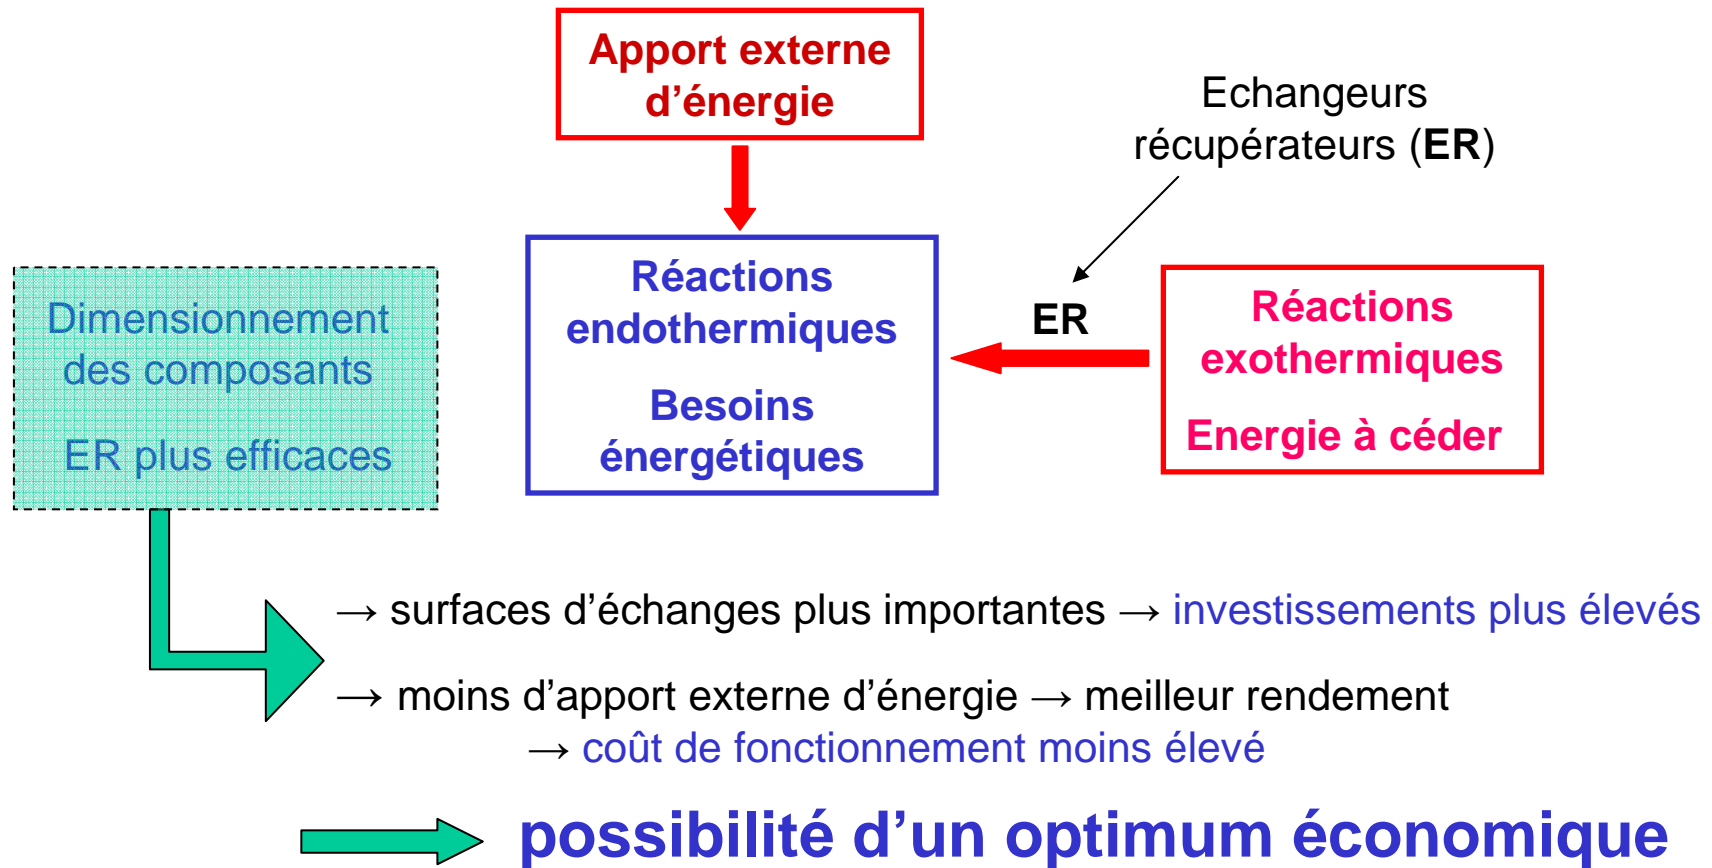 Apport externe
d’énergie
Echangeurs
récupérateurs (ER)
Réactions
endothermiques
Besoins
énergétiques
ER
Réactions
exothermiques
Energie à céder
Dimensionnement
des composants
ER plus efficaces
→ surfaces d’échanges plus importantes → investissements plus élevés
→ moins d’apport externe d’énergie → meilleur rendement
→ coût de fonctionnement moins élevé
possibilité d’un optimum économique